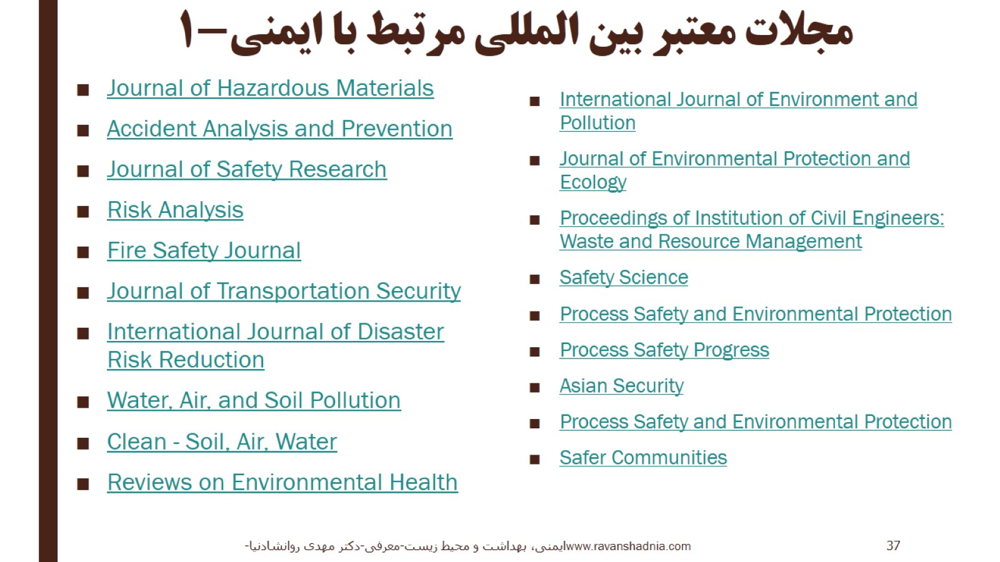 مجلات معتبر بین المللی مرتبط با ایمنی–۱
Journal of Hazardous Materials
Accident Analysis and Prevention
Journal of Safety Research
Risk Analysis
Fire Safety Journal
Journal of Transportation Security
International Journal of Disaster
Risk Reduction
Water, Air, and Soil Pollution
Clean - Soil, Air, Water
Reviews on Environmental Health
International Journal of Environment and
Pollution
Journal of Environmental Protection and
Ecology
Proceedings of Institution of Civil Engineers:
Waste and Resource Management
Safety Science
Process Safety and Environmental Protection
Process Safety Progress
Asian Security
Process Safety and Environmental Protection
Safer Communities
ایمنی، بهداشت و محیط زیست-معرفی-دکتر مهدی روانشادنیا-www.ravanshadnia.com
37